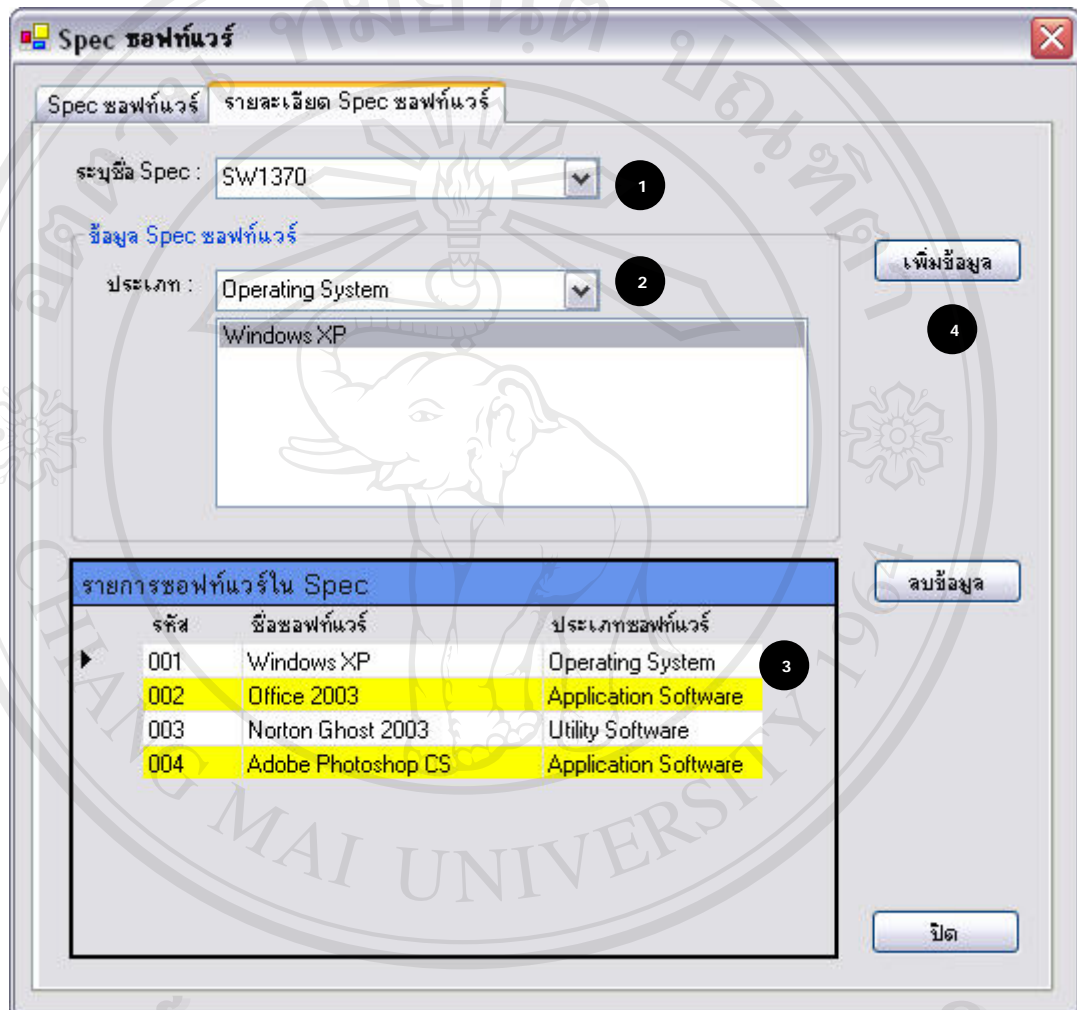 Spec ซอฟท์แวร์
Spec ซอฟท์แวร์ รายละเอียด Spec ซอฟท์แวร์
ระบุชื่อ Spec : SW1370 1
ข้อมูล Spec ซอฟท์แวร์
เพิ่มข้อมูล
ประเภท : Operating System 2
4
Windows XP
รายการซอฟท์แวร์ใน Spec
ลบข้อมูล
รหัส ชื่อซอฟท์แวร์ ประเภทซอฟท์แวร์
001 Windows XP Operating System 3
002 Office 2003 Application Software
003 Norton Ghost 2003 Utility Software
004 Adobe Photoshop CS Application Software
ปิด
CHIANG MAI UNIVERSITY 1964